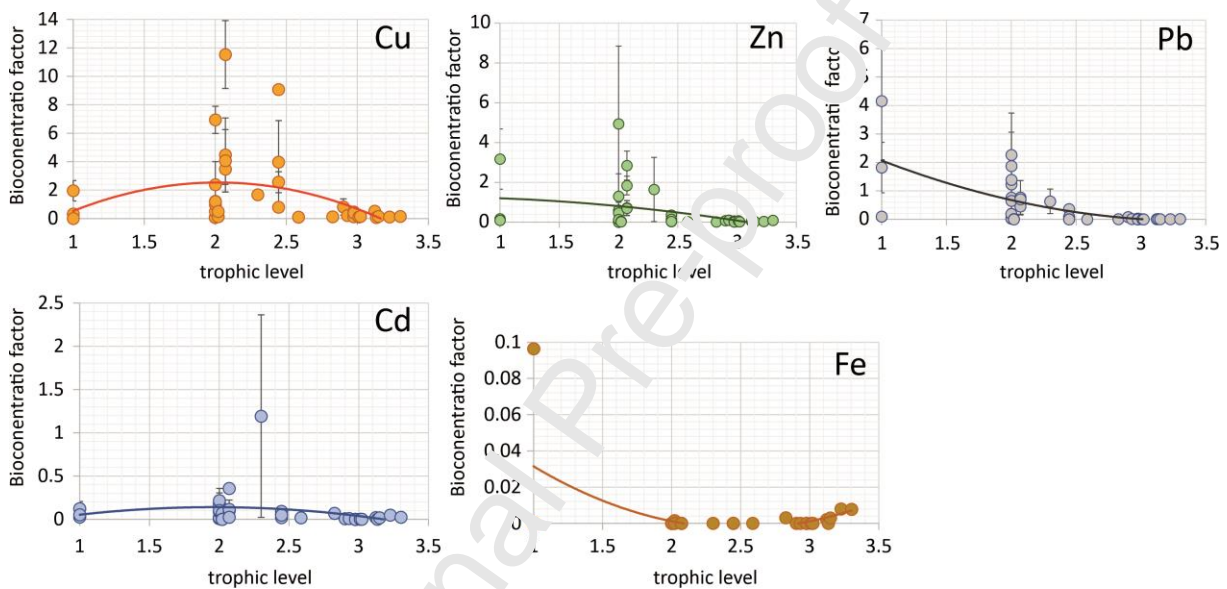 Cu
Bioconentratio factor
14
12
10
8
6
4
2
0
1 1.5 2 2.5 3 3.5
trophic level
Zn
Bioconentratio factor
10
8
6
4
2
0
1 1.5 2 2.5 3 3.5
trophic level
Pb
Bioconentrati factor
7
6
5
4
3
2
1
0
1 1.5 2 2.5 3 3.5
trophic level
Cd
Bioconentratio factor
2.5
2
1.5
1
0.5
0
1 1.5 2 2.5 3 3.5
trophic level
Fe
Bioconentratio factor
0.1
0.08
0.06
0.04
0.02
0
1 1.5 2 2.5 3 3.5
trophic level
nal Pre-proof